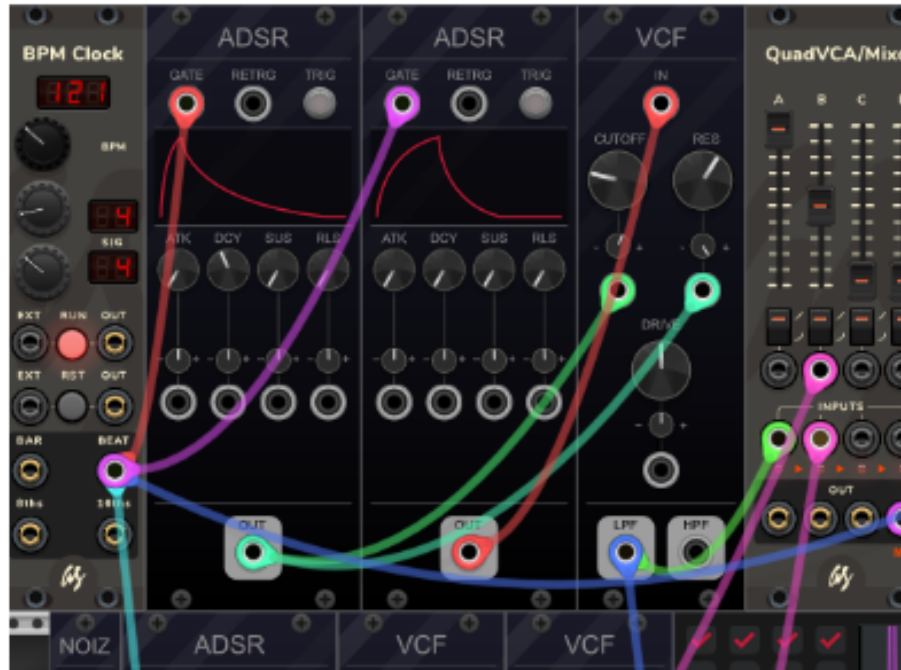 BPM Clock
121
BPM
4
SIG
4
EXT RUN OUT
EXT RST OUT
BAR BEAT
8ths 16ths
ADSR
GATE RETRG TRIG
ATK DCY SUS RLS
OUT
ADSR
GATE RETRG TRIG
ATK DCY SUS RLS
OUT
VCF
IN
CUTOFF RES
- + - +
DRIVE
- +
LPF HPF
QuadVCA/Mixe
A B C
INPUTS
OUT
NOIZ ADSR VCF VCF